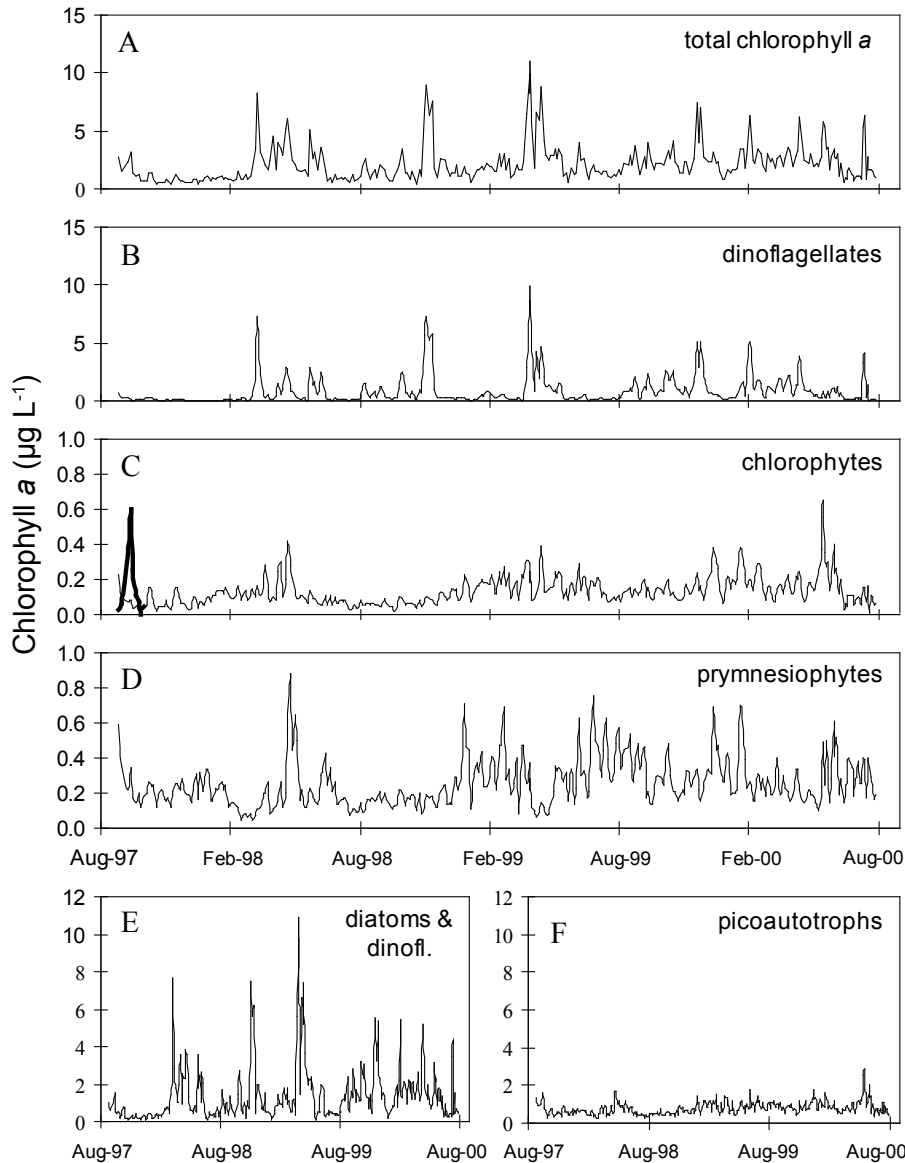 15
A
total chlorophyll a
10
5
0
15
B
dinoflagellates
10
5
0
Chlorophyll a (µg L⁻¹)
1.0
C
chlorophytes
0.8
0.6
0.4
0.2
0.0
1.0
D
prymnesiophytes
0.8
0.6
0.4
0.2
0.0
Aug-97 Feb-98 Aug-98 Feb-99 Aug-99 Feb-00 Aug-00
12
E
diatoms &
dinofl.
10
8
6
4
2
0
Aug-97 Aug-98 Aug-99 Aug-00
12
F
picoautotrophs
10
8
6
4
2
0
Aug-97 Aug-98 Aug-99 Aug-00